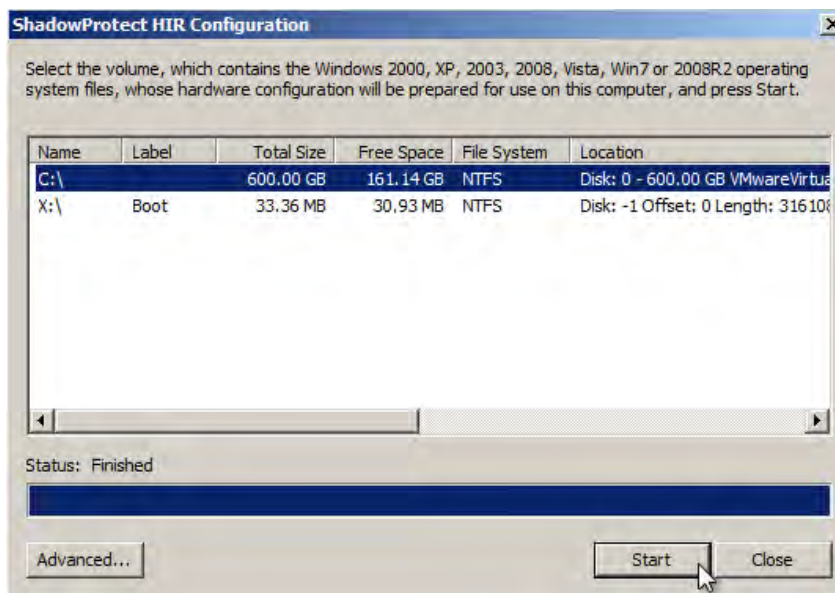 ShadowProtect HIR Configuration
Select the volume, which contains the Windows 2000, XP, 2003, 2008, Vista, Win7 or 2008R2 operating
system files, whose hardware configuration will be prepared for use on this computer, and press Start.
Name Label Total Size Free Space File System Location
C:\ 600.00 GB 161.14 GB NTFS Disk: 0 - 600.00 GB VMwareVirtua
X:\ Boot 33.36 MB 30.93 MB NTFS Disk: -1 Offset: 0 Length: 316108
Status: Finished
Advanced... Start Close